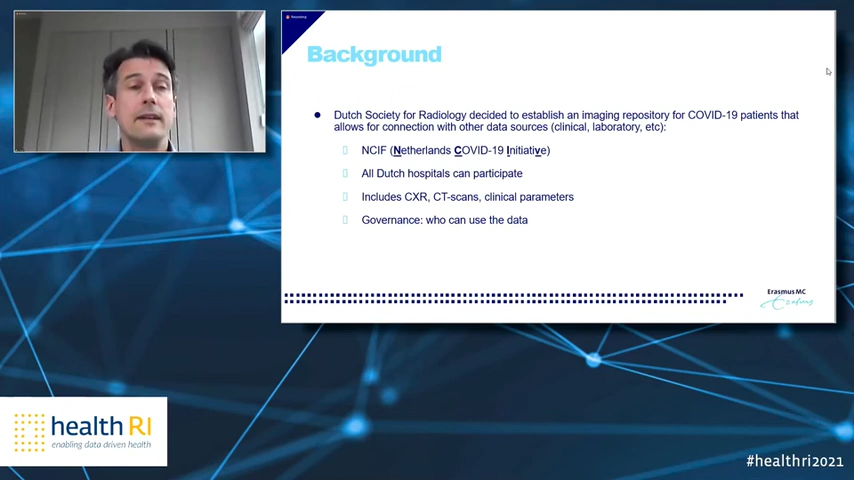 Recording
Background
● Dutch Society for Radiology decided to establish an imaging repository for COVID-19 patients that
allows for connection with other data sources (clinical, laboratory, etc):
NCIF (Netherlands COVID-19 Initiative)
All Dutch hospitals can participate
Includes CXR, CT-scans, clinical parameters
Governance: who can use the data
Erasmus MC
Erasmus
health RI
enabling data driven health
#healthri2021